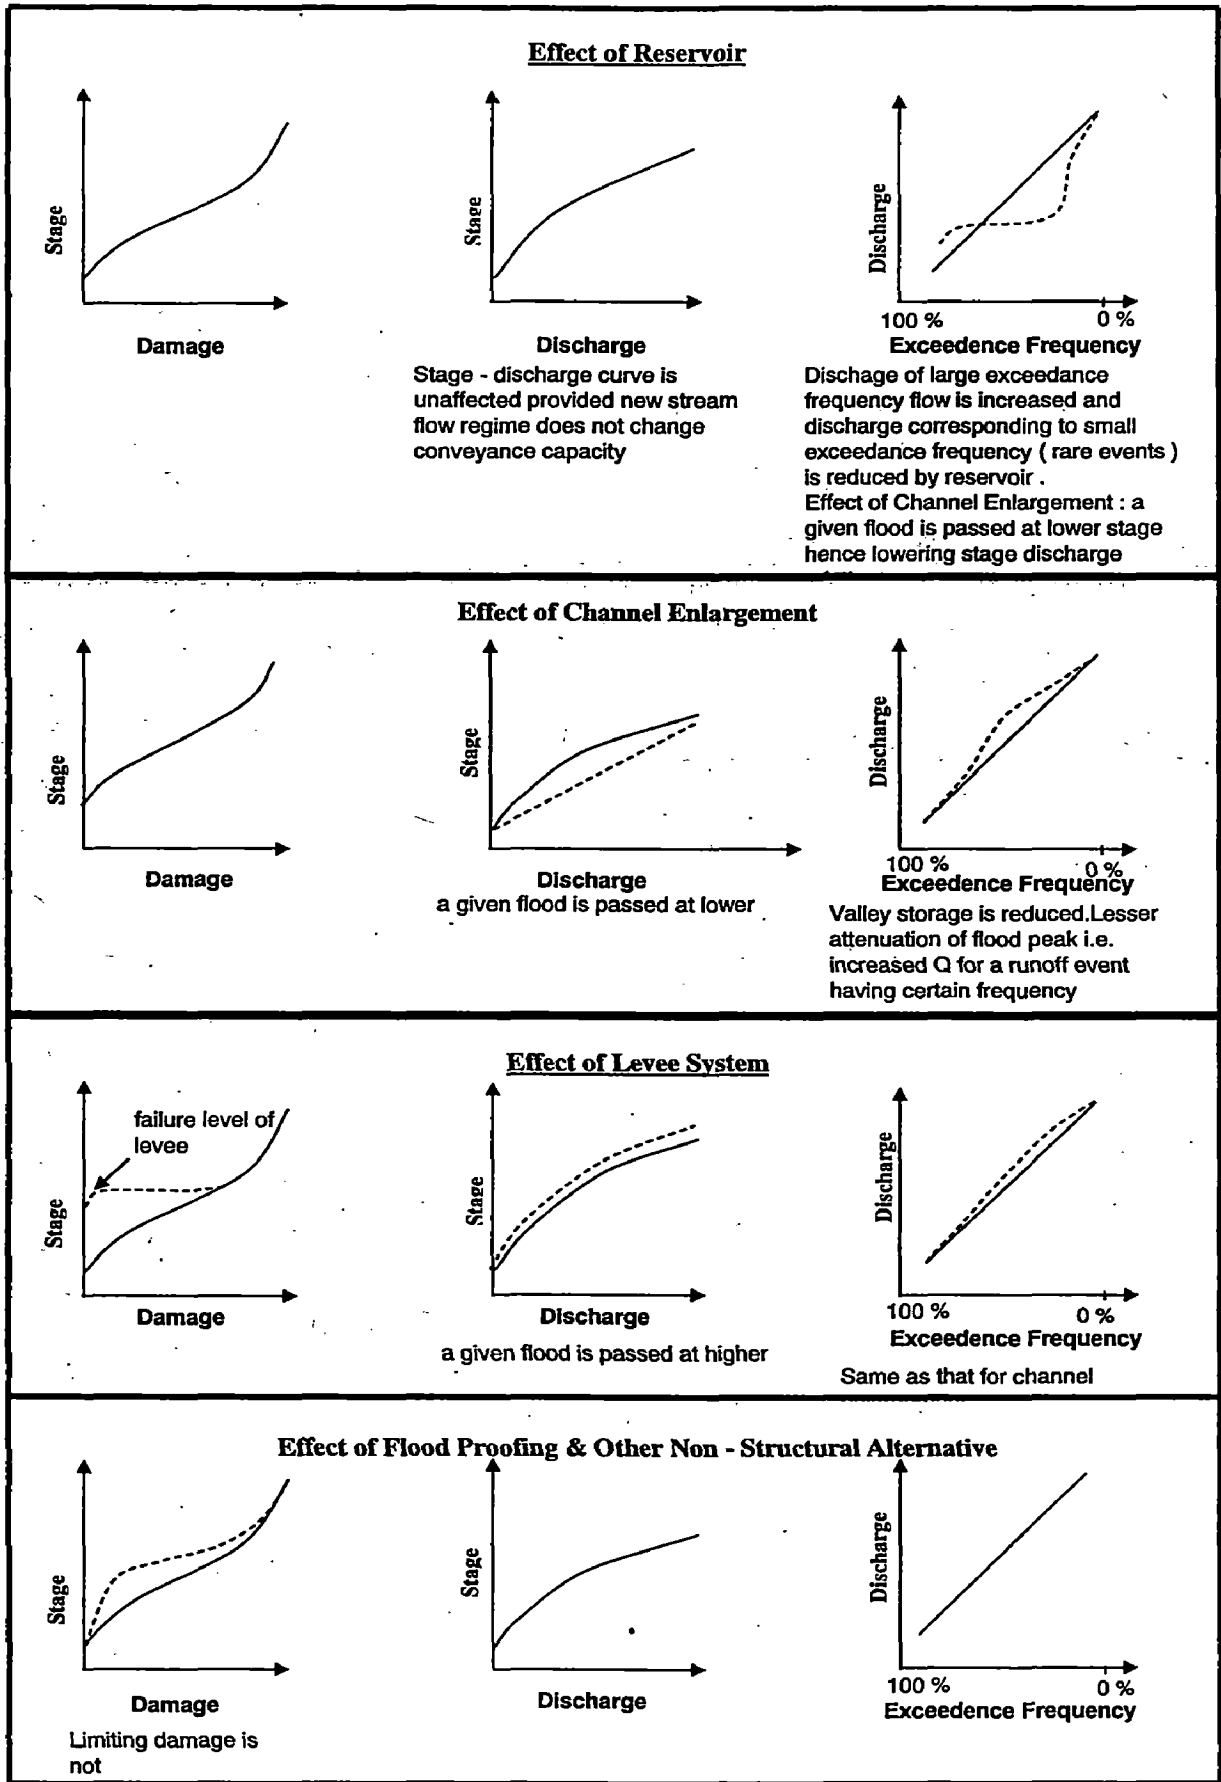 Effect of Reservoir
Stage
Damage
Stage
Discharge
Stage - discharge curve is
unaffected provided new stream
flow regime does not change
conveyance capacity
Discharge
100 %
0 %
Exceedence Frequency
Dischage of large exceedance
frequency flow is increased and
discharge corresponding to small
exceedance frequency ( rare events )
is reduced by reservoir .
Effect of Channel Enlargement : a
given flood is passed at lower stage
hence lowering stage discharge
Effect of Channel Enlargement
Stage
Damage
Stage
Discharge
a given flood is passed at lower
Discharge
100 %
0 %
Exceedence Frequency
Valley storage is reduced.Lesser
attenuation of flood peak i.e.
increased Q for a runoff event
having certain frequency
Effect of Levee System
failure level of
levee
Stage
Damage
Stage
Discharge
a given flood is passed at higher
Discharge
100 %
0 %
Exceedence Frequency
Same as that for channel
Effect of Flood Proofing & Other Non - Structural Alternative
Stage
Damage
Limiting damage is
not
Stage
Discharge
Discharge
100 %
0 %
Exceedence Frequency